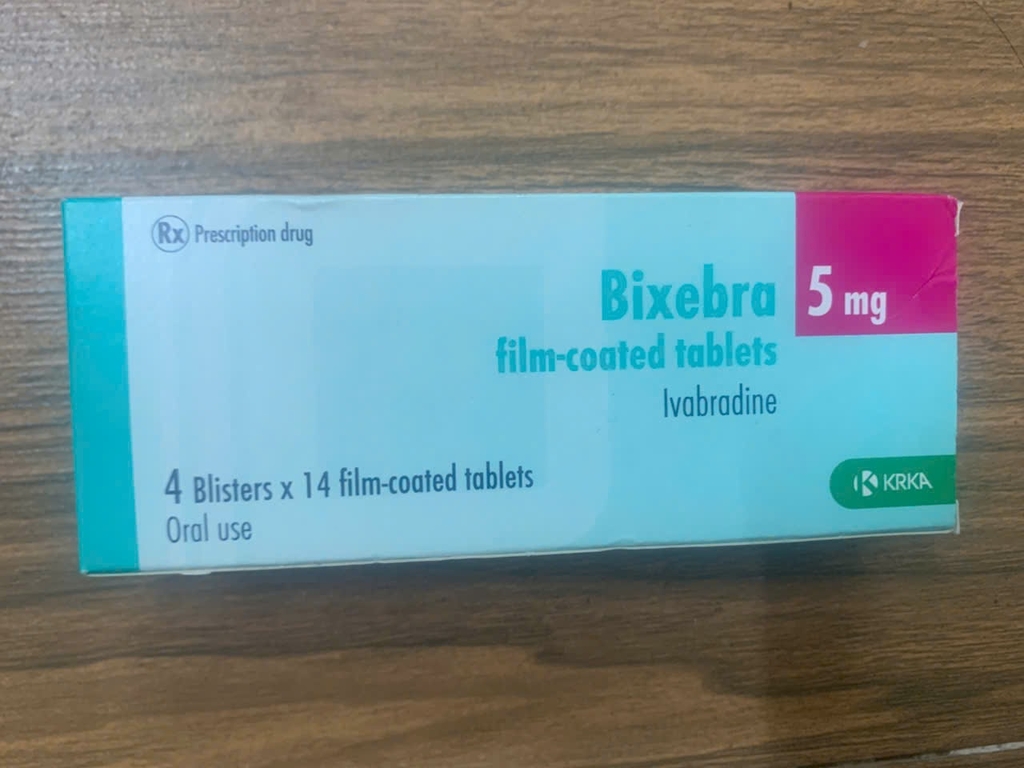 Rx Prescription drug
Bixebra 5 mg
film-coated tablets
Ivabradine
KRKA
4 Blisters x 14 film-coated tablets
Oral use